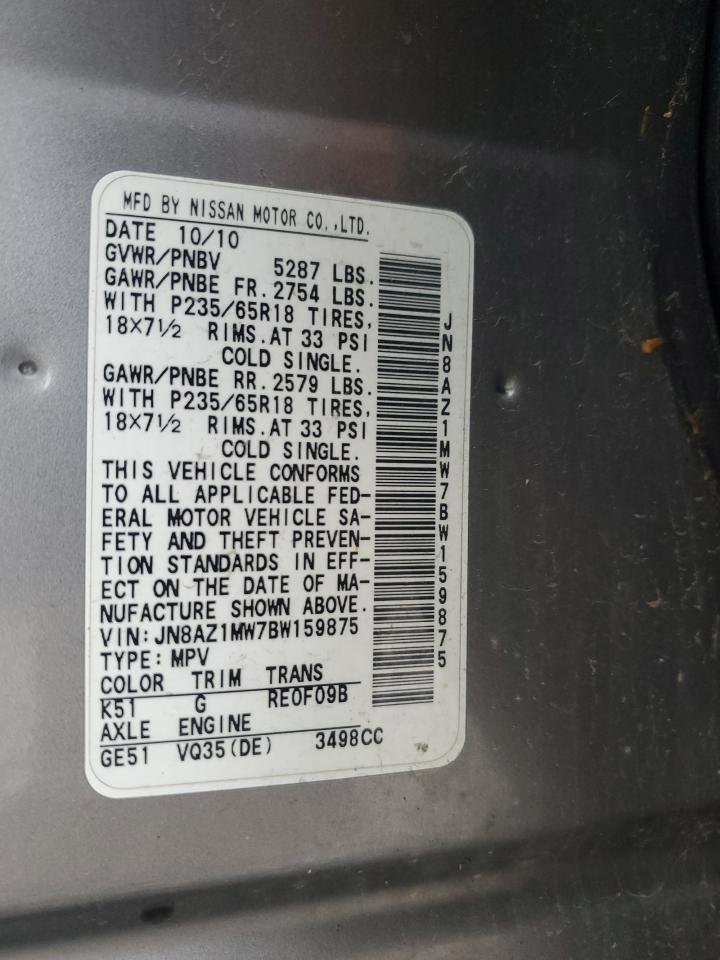 MFD BY NISSAN MOTOR CO.,LTD.
DATE 10/10
GVWR/PNBV 5287 LBS.
GAWR/PNBE FR. 2754 LBS.
WITH P235/65R18 TIRES,
18×7½ RIMS. AT 33 PSI
COLD SINGLE.
GAWR/PNBE RR. 2579 LBS.
WITH P235/65R18 TIRES,
18×7½ RIMS. AT 33 PSI
COLD SINGLE.
THIS VEHICLE CONFORMS
TO ALL APPLICABLE FED-
ERAL MOTOR VEHICLE SA-
FETY AND THEFT PREVEN-
TION STANDARDS IN EFF-
ECT ON THE DATE OF MA-
NUFACTURE SHOWN ABOVE.
VIN: JN8AZ1MW7BW159875
TYPE: MPV
COLOR TRIM TRANS
K51 G RE0F09B
AXLE ENGINE
GE51 VQ35(DE) 3498CC
JN8AZ1MW7BW159875